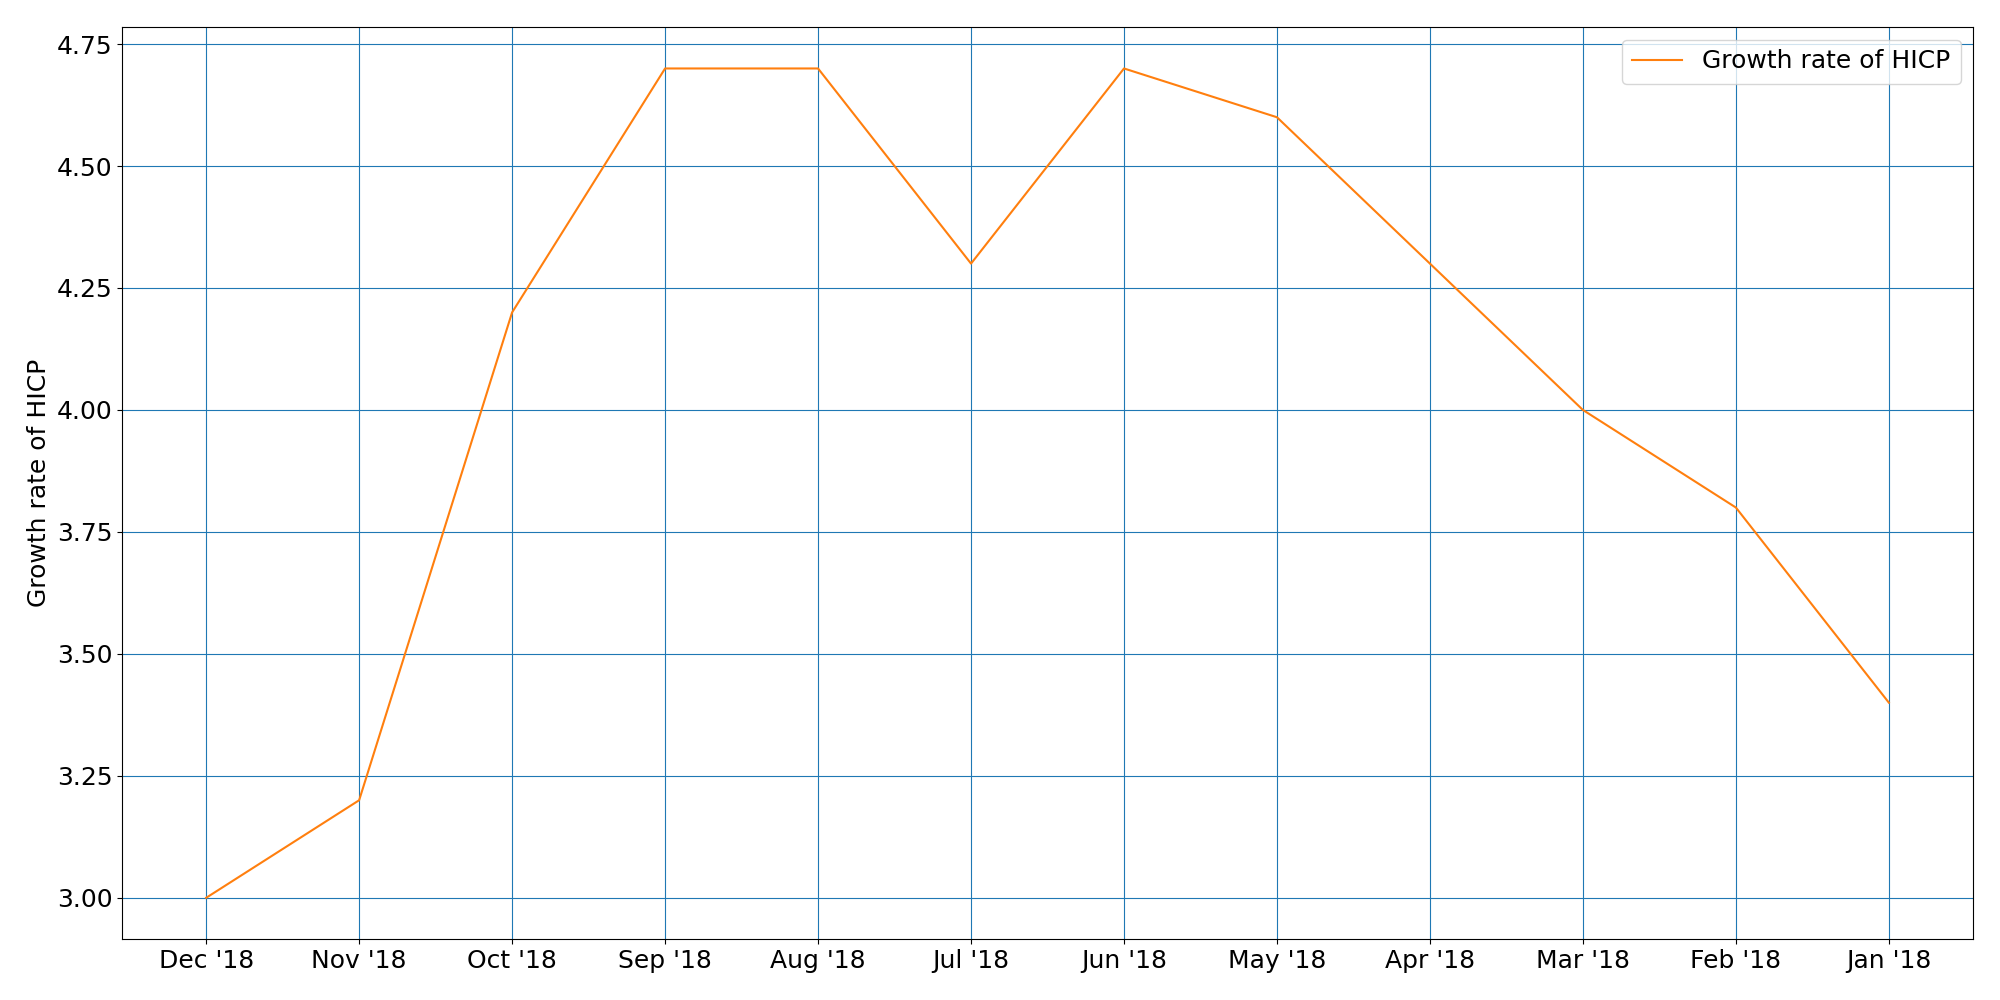 Growth rate of HICP
4.75
4.50
4.25
4.00
3.75
3.50
3.25
3.00
Growth rate of HICP
Dec '18 Nov '18 Oct '18 Sep '18 Aug '18 Jul '18 Jun '18 May '18 Apr '18 Mar '18 Feb '18 Jan '18